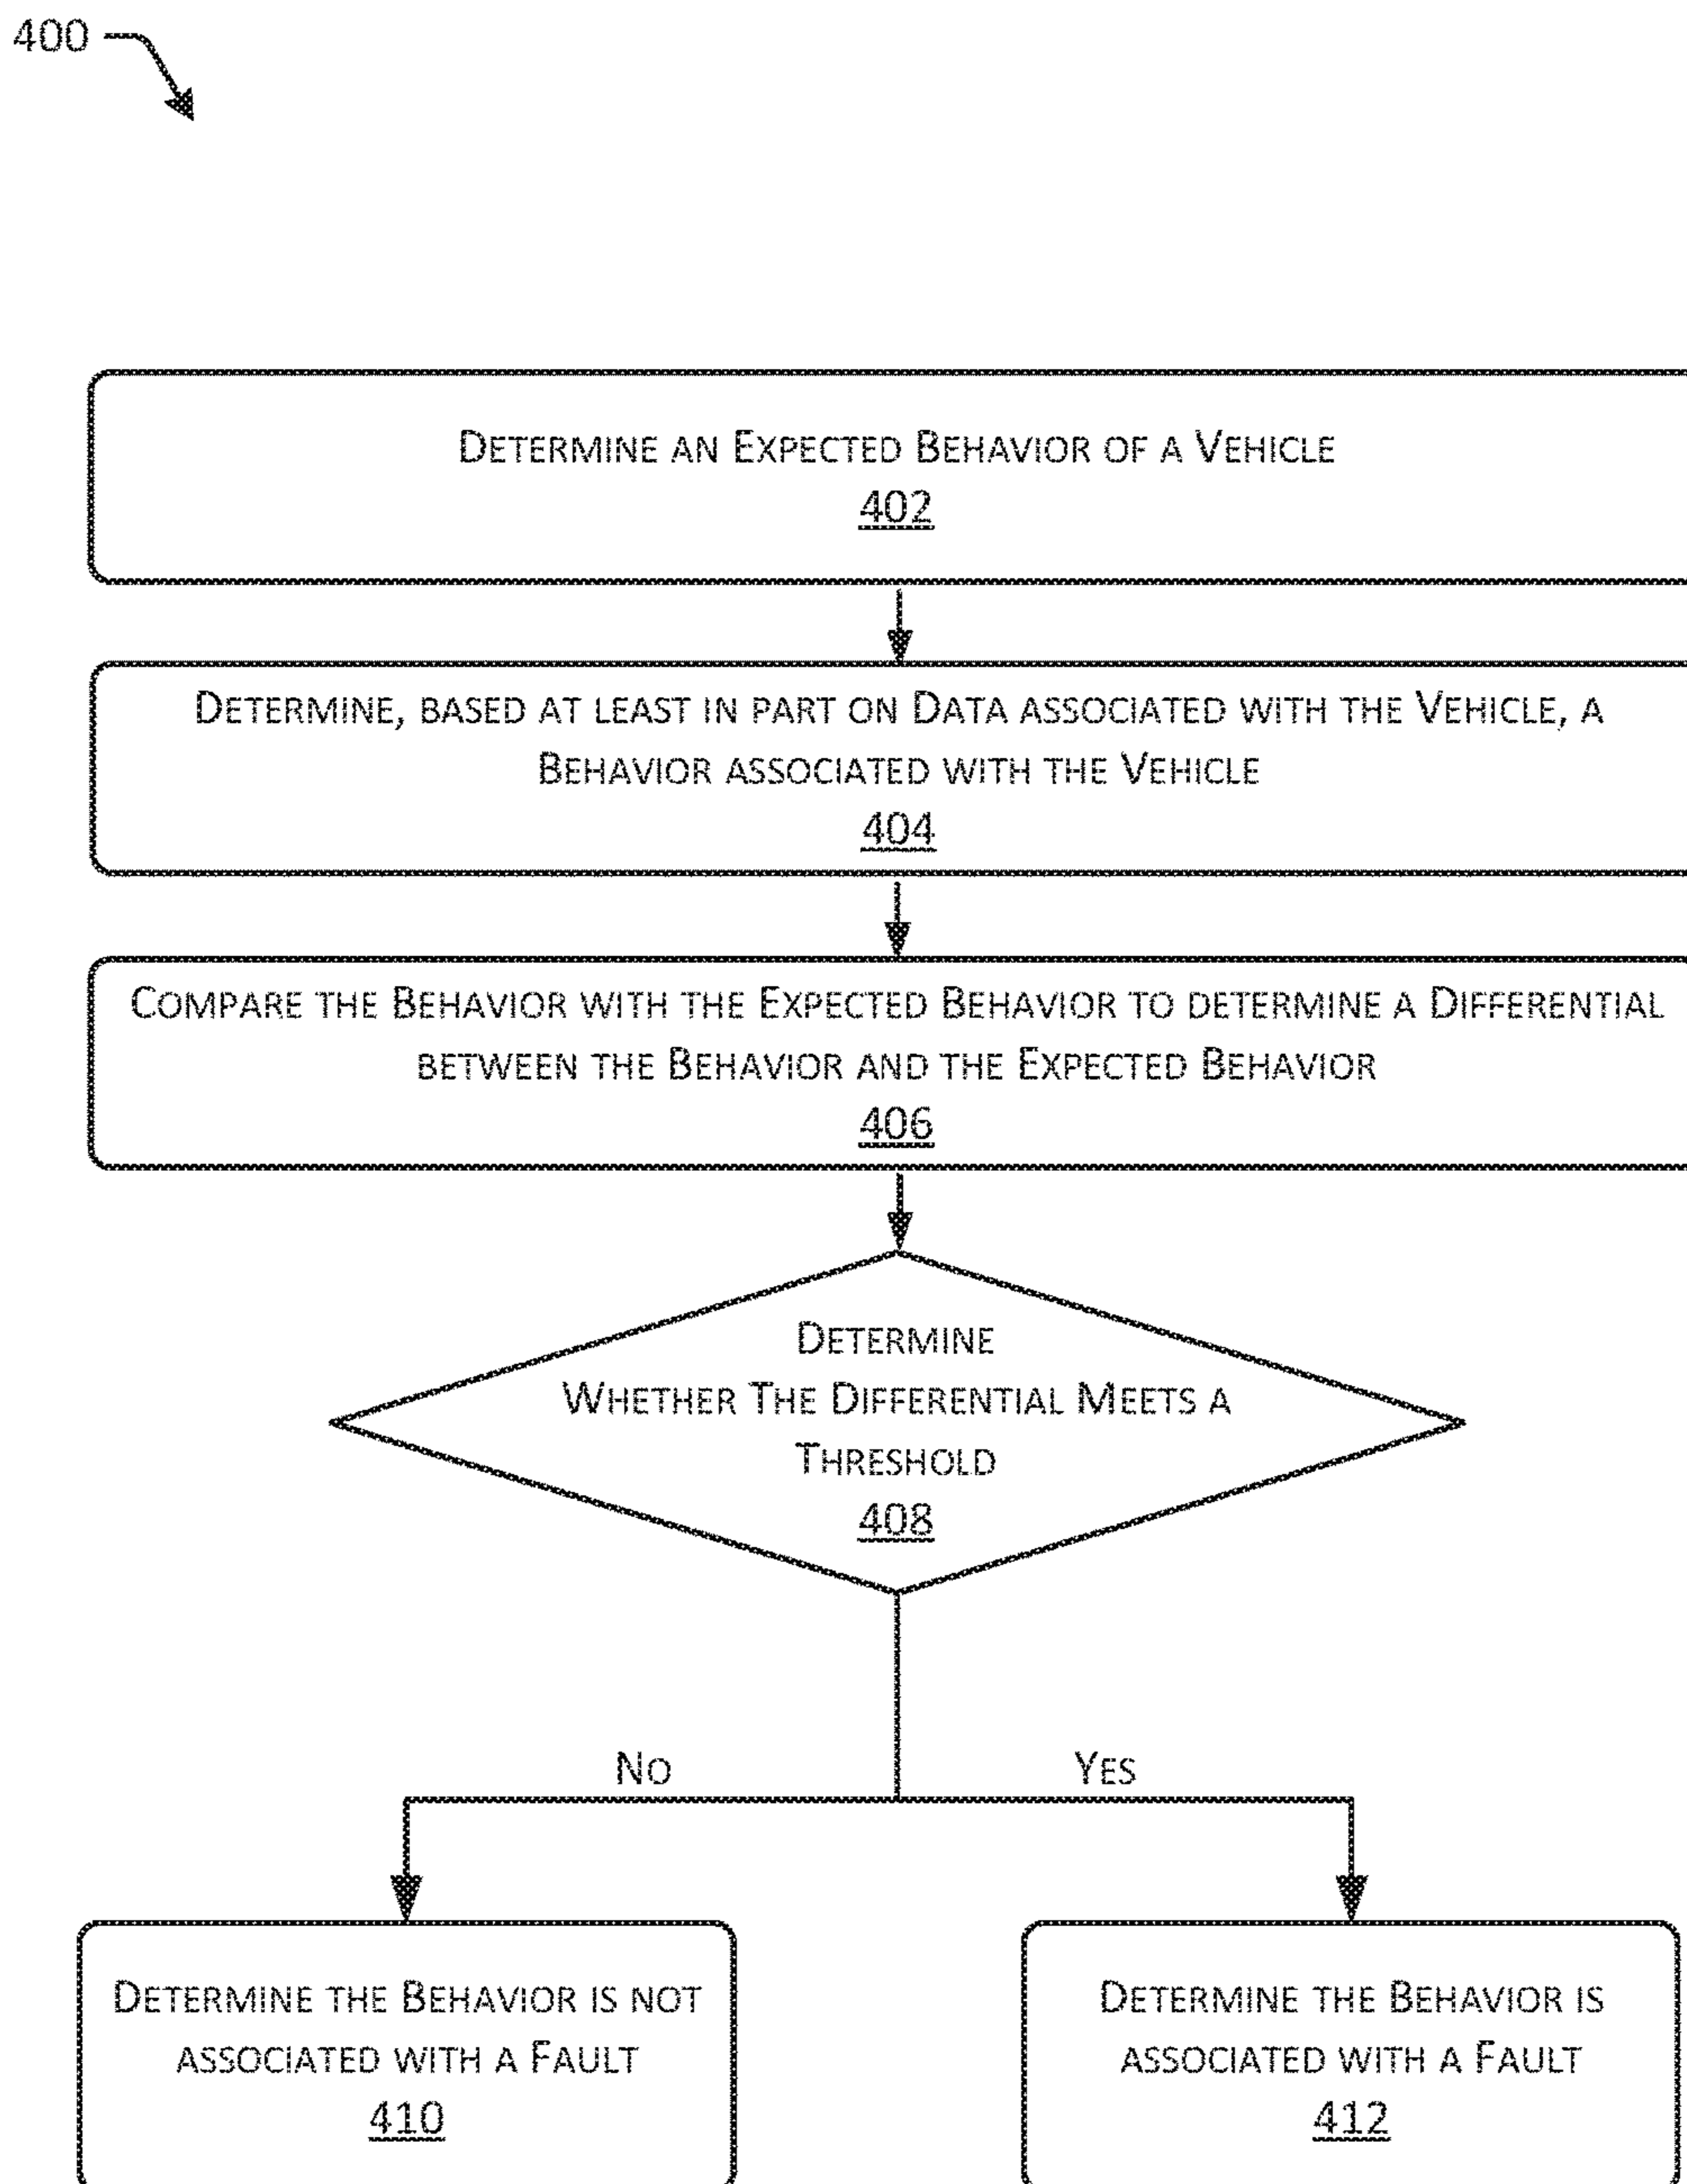 400
DETERMINE AN EXPECTED BEHAVIOR OF A VEHICLE
402
DETERMINE, BASED AT LEAST IN PART ON DATA ASSOCIATED WITH THE VEHICLE, A
BEHAVIOR ASSOCIATED WITH THE VEHICLE
404
COMPARE THE BEHAVIOR WITH THE EXPECTED BEHAVIOR TO DETERMINE A DIFFERENTIAL
BETWEEN THE BEHAVIOR AND THE EXPECTED BEHAVIOR
406
DETERMINE
WHETHER THE DIFFERENTIAL MEETS A
THRESHOLD
408
NO
YES
DETERMINE THE BEHAVIOR IS NOT
ASSOCIATED WITH A FAULT
410
DETERMINE THE BEHAVIOR IS
ASSOCIATED WITH A FAULT
412